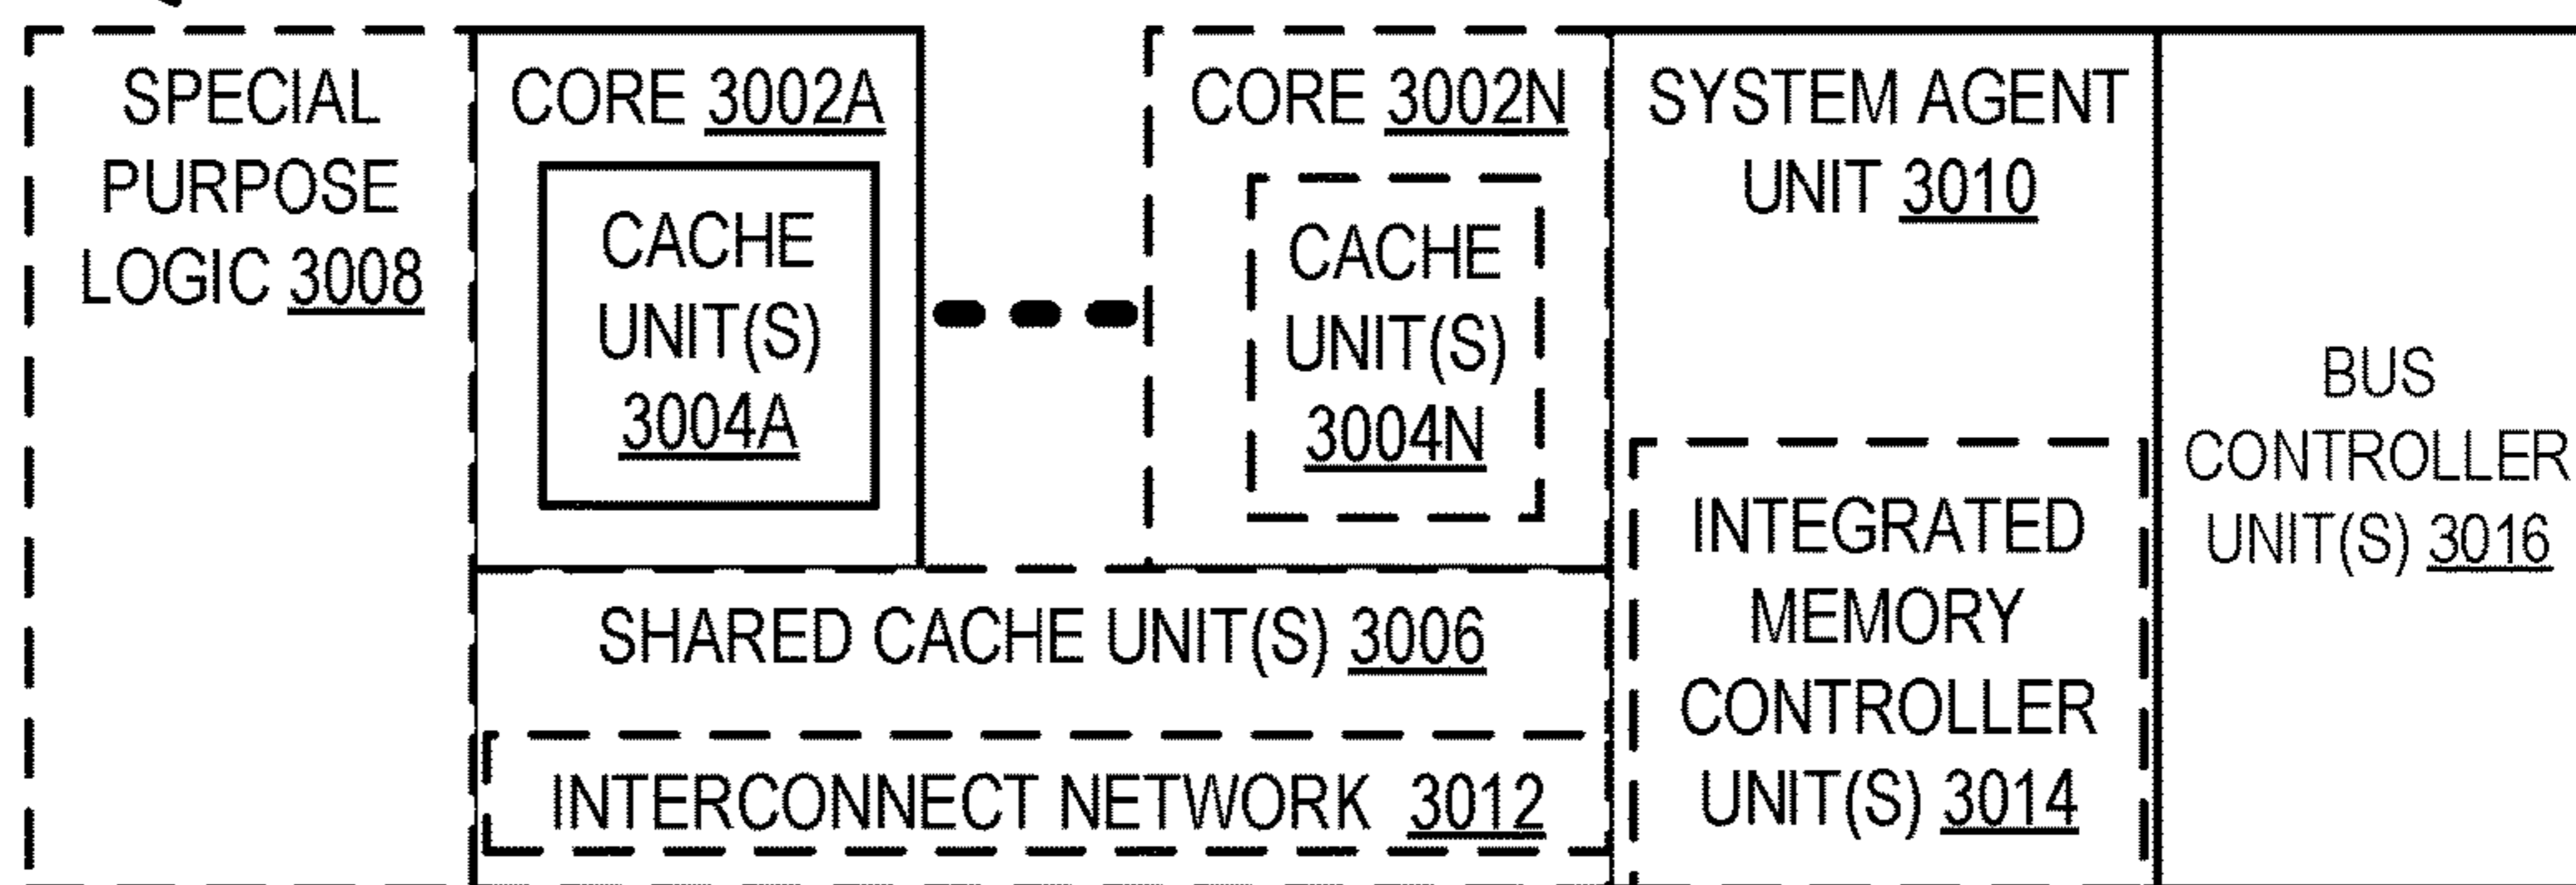 SPECIAL
PURPOSE
LOGIC 3008
CORE 3002A
CACHE
UNIT(S)
3004A
CORE 3002N
CACHE
UNIT(S)
3004N
SHARED CACHE UNIT(S) 3006
INTERCONNECT NETWORK 3012
SYSTEM AGENT
UNIT 3010
INTEGRATED
MEMORY
CONTROLLER
UNIT(S) 3014
BUS
CONTROLLER
UNIT(S) 3016